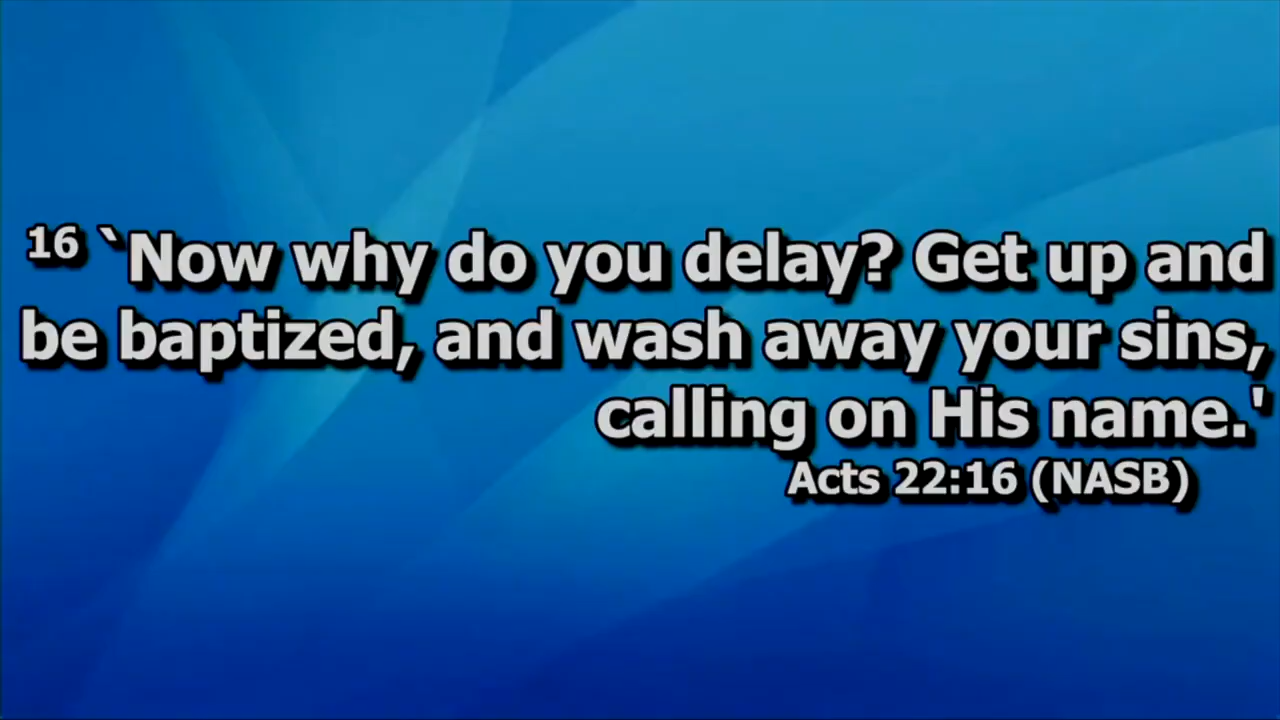 16 `Now why do you delay? Get up and
be baptized, and wash away your sins,
calling on His name.'
Acts 22:16 (NASB)